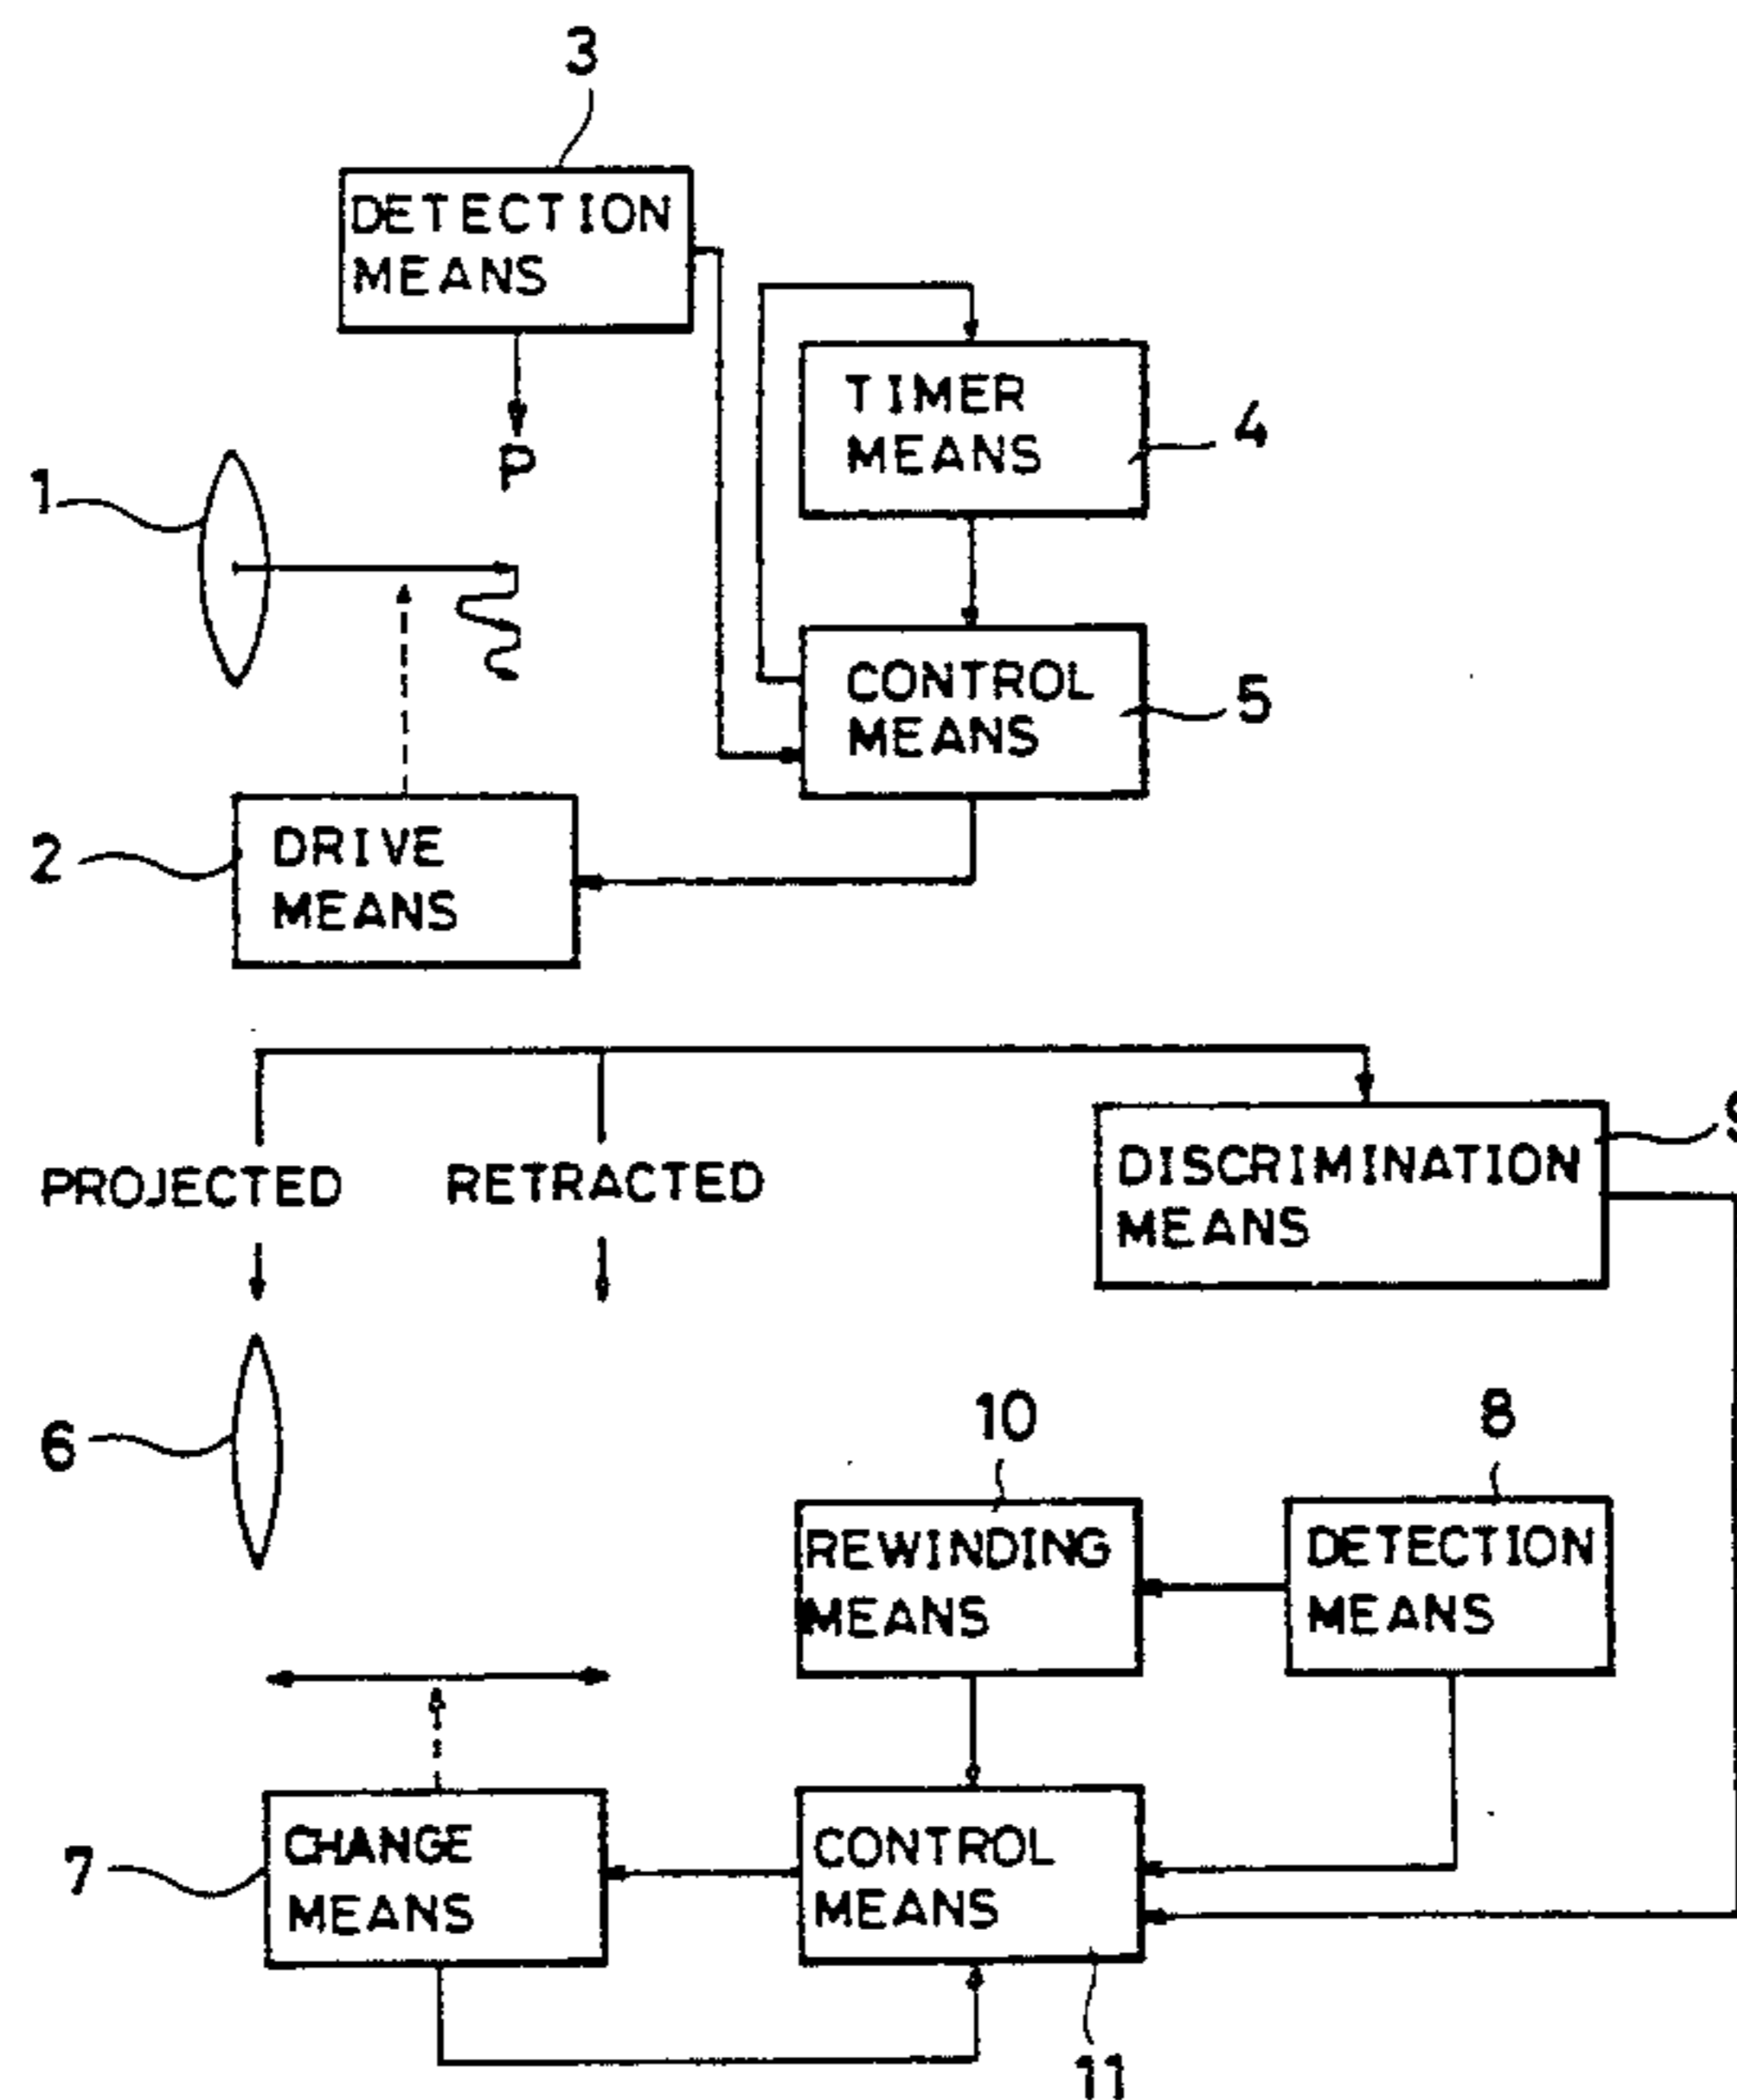 3
DETECTION
MEANS
TIMER
MEANS
4
P
1
CONTROL
MEANS
5
2
DRIVE
MEANS
9
PROJECTED
RETRACTED
DISCRIMINATION
MEANS
6
10
8
REWINDING
MEANS
DETECTION
MEANS
7
CHANGE
MEANS
CONTROL
MEANS
11